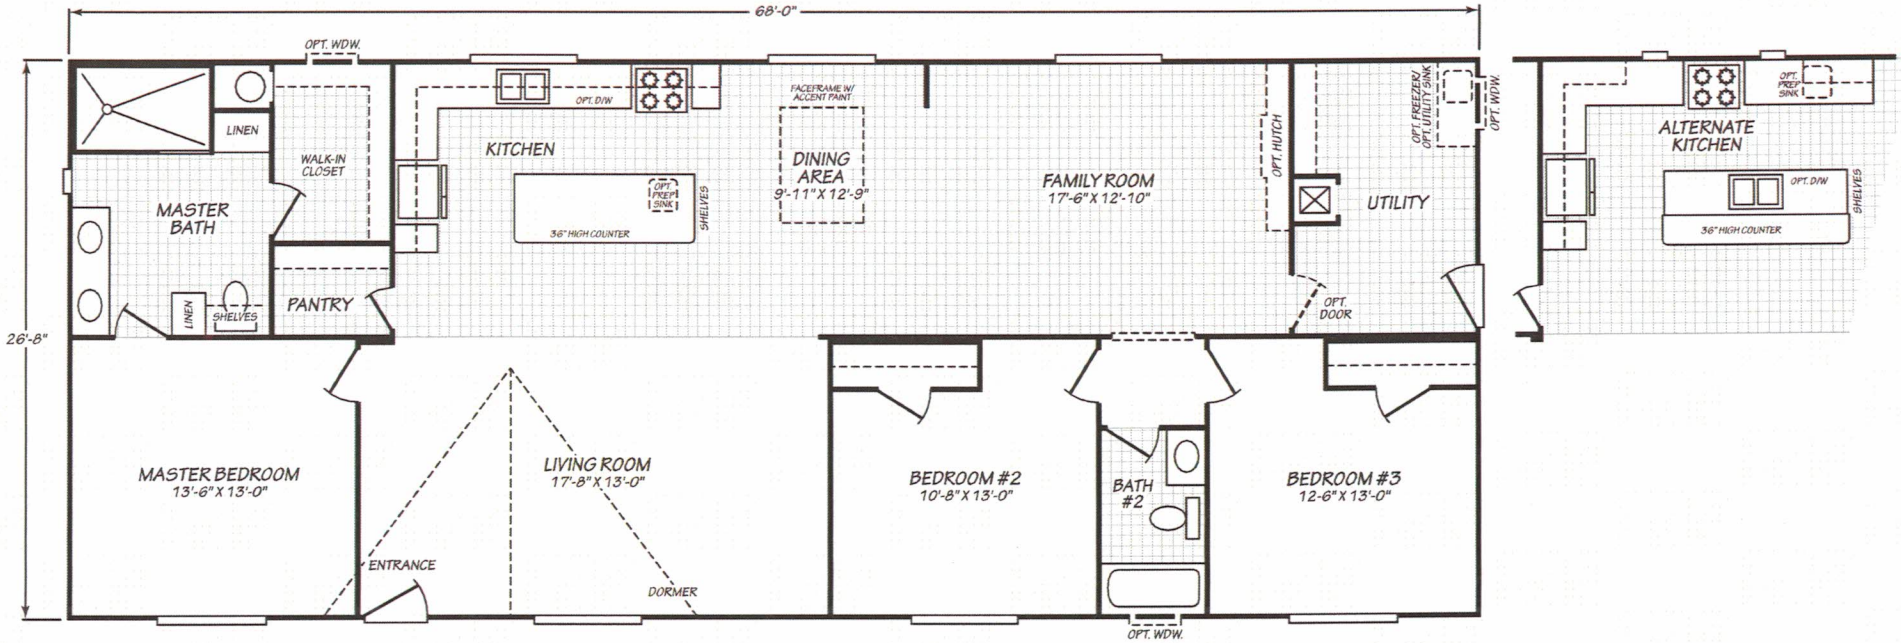 68'-0"
OPT. WDW.
LINEN
WALK-IN
CLOSET
MASTER
BATH
LINEN
SHELVES
PANTRY
26'-8"
KITCHEN
OPT. D/W
OPT.
PREP
SINK
SHELVES
36" HIGH COUNTER
FACEFRAME W/
ACCENT PAINT
DINING
AREA
9'-11" X 12'-9"
FAMILY ROOM
17'-6" X 12'-10"
OPT. HUTCH
OPT. FREEZER/
OPT. UTILITY SINK
OPT. WDW.
UTILITY
OPT.
DOOR
ALTERNATE
KITCHEN
OPT.
PREP
SINK
OPT. D/W
SHELVES
36" HIGH COUNTER
MASTER BEDROOM
13'-6" X 13'-0"
LIVING ROOM
17'-8" X 13'-0"
ENTRANCE
DORMER
BEDROOM #2
10'-8" X 13'-0"
BATH
#2
BEDROOM #3
12-6" X 13'-0"
OPT. WDW.